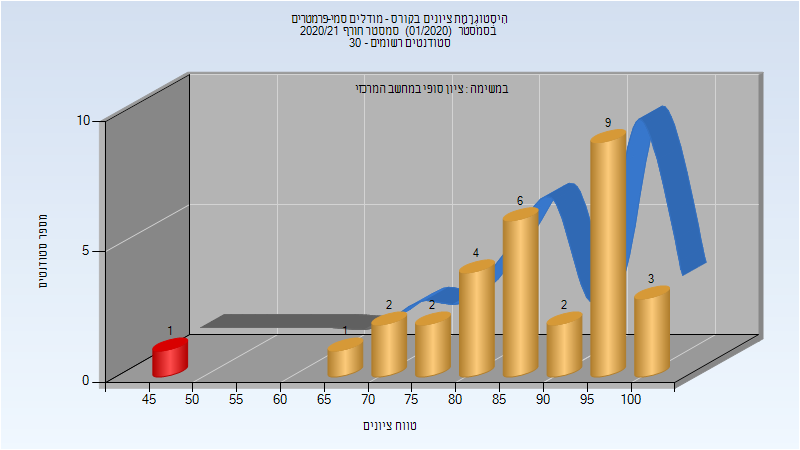 היסטוגרמת ציונים בקורס - מודלים סמי-פרמטרים
בסמסטר (01/2020) סמסטר חורף 2020/21
סטודנטים רשומים - 30
במשימה : ציון סופי במחשב המרכזי
מספר סטודנטים
10
5
0
1
1
2
2
4
6
2
9
3
45 50 55 60 65 70 75 80 85 90 95 100
טווח ציונים